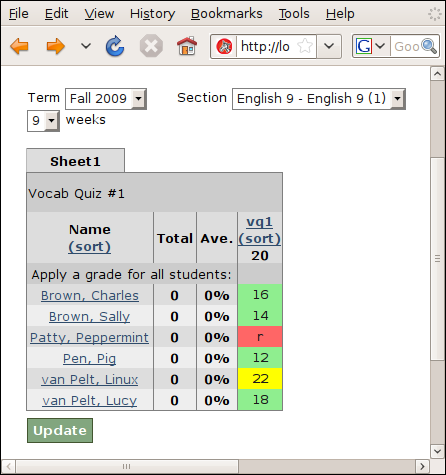 File Edit View History Bookmarks Tools Help
http://lo Goo
Term Fall 2009 Section English 9 - English 9 (1)
9 weeks
Sheet1
Vocab Quiz #1
Name (sort) Total Ave. vq1 (sort) 20
Apply a grade for all students:
Brown, Charles 0 0% 16
Brown, Sally 0 0% 14
Patty, Peppermint 0 0% r
Pen, Pig 0 0% 12
van Pelt, Linux 0 0% 22
van Pelt, Lucy 0 0% 18
Update